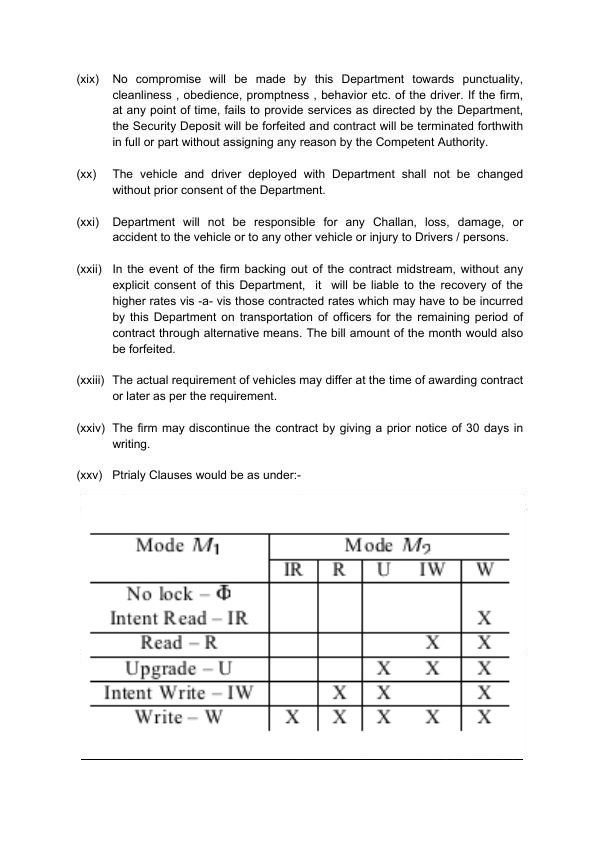 (xix) No compromise will be made by this Department towards punctuality,
cleanliness , obedience, promptness , behavior etc. of the driver. If the firm,
at any point of time, fails to provide services as directed by the Department,
the Security Deposit will be forfeited and contract will be terminated forthwith
in full or part without assigning any reason by the Competent Authority.
(xx) The vehicle and driver deployed with Department shall not be changed
without prior consent of the Department.
(xxi) Department will not be responsible for any Challan, loss, damage, or
accident to the vehicle or to any other vehicle or injury to Drivers / persons.
(xxii) In the event of the firm backing out of the contract midstream, without any
explicit consent of this Department, it will be liable to the recovery of the
higher rates vis -a- vis those contracted rates which may have to be incurred
by this Department on transportation of officers for the remaining period of
contract through alternative means. The bill amount of the month would also
be forfeited.
(xxiii) The actual requirement of vehicles may differ at the time of awarding contract
or later as per the requirement.
(xxiv) The firm may discontinue the contract by giving a prior notice of 30 days in
writing.
(xxv) Ptrialy Clauses would be as under:-
Mode M1 Mode M2
IR R U IW W
No lock – Φ
Intent Read – IR X
Read – R X X
Upgrade – U X X X
Intent Write – IW X X X
Write – W X X X X X